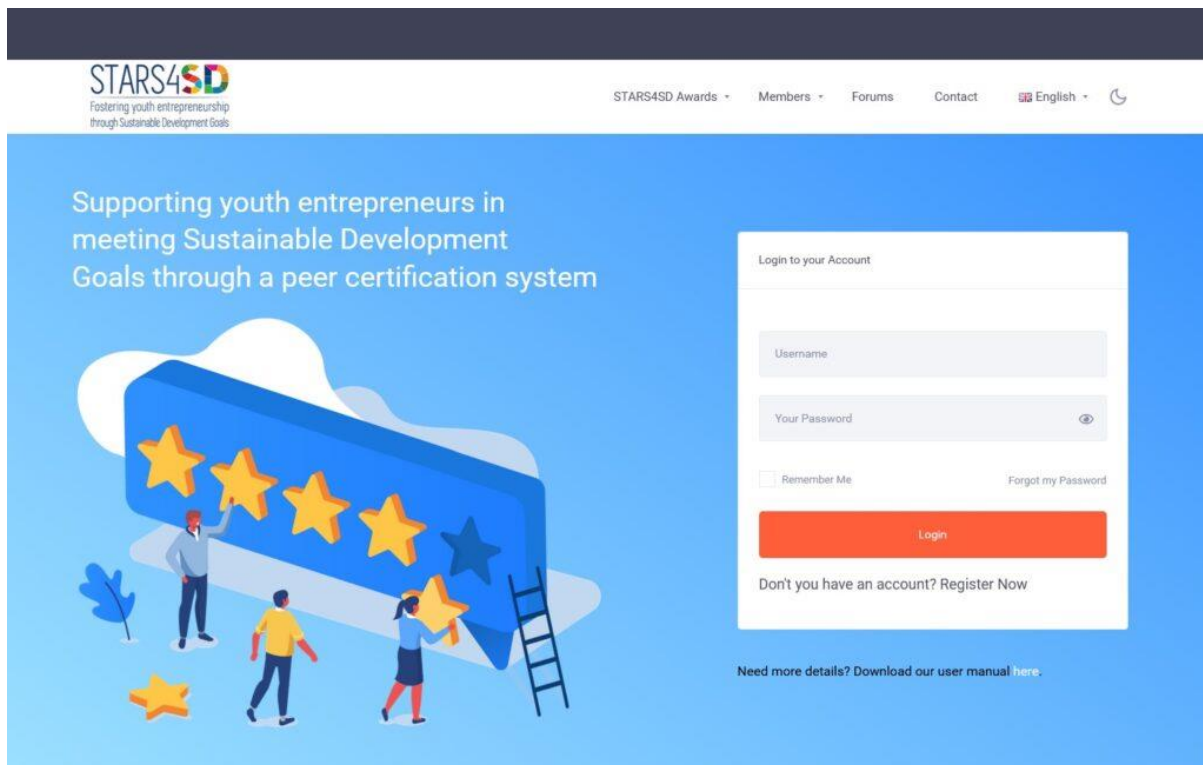 STARS4SD
Fostering youth entrepreneurship
through Sustainable Development Goals
STARS4SD Awards
Members
Forums
Contact
English
Supporting youth entrepreneurs in
meeting Sustainable Development
Goals through a peer certification system
Login to your Account
Username
Your Password
Remember Me
Forgot my Password
Login
Don't you have an account? Register Now
Need more details? Download our user manual here.